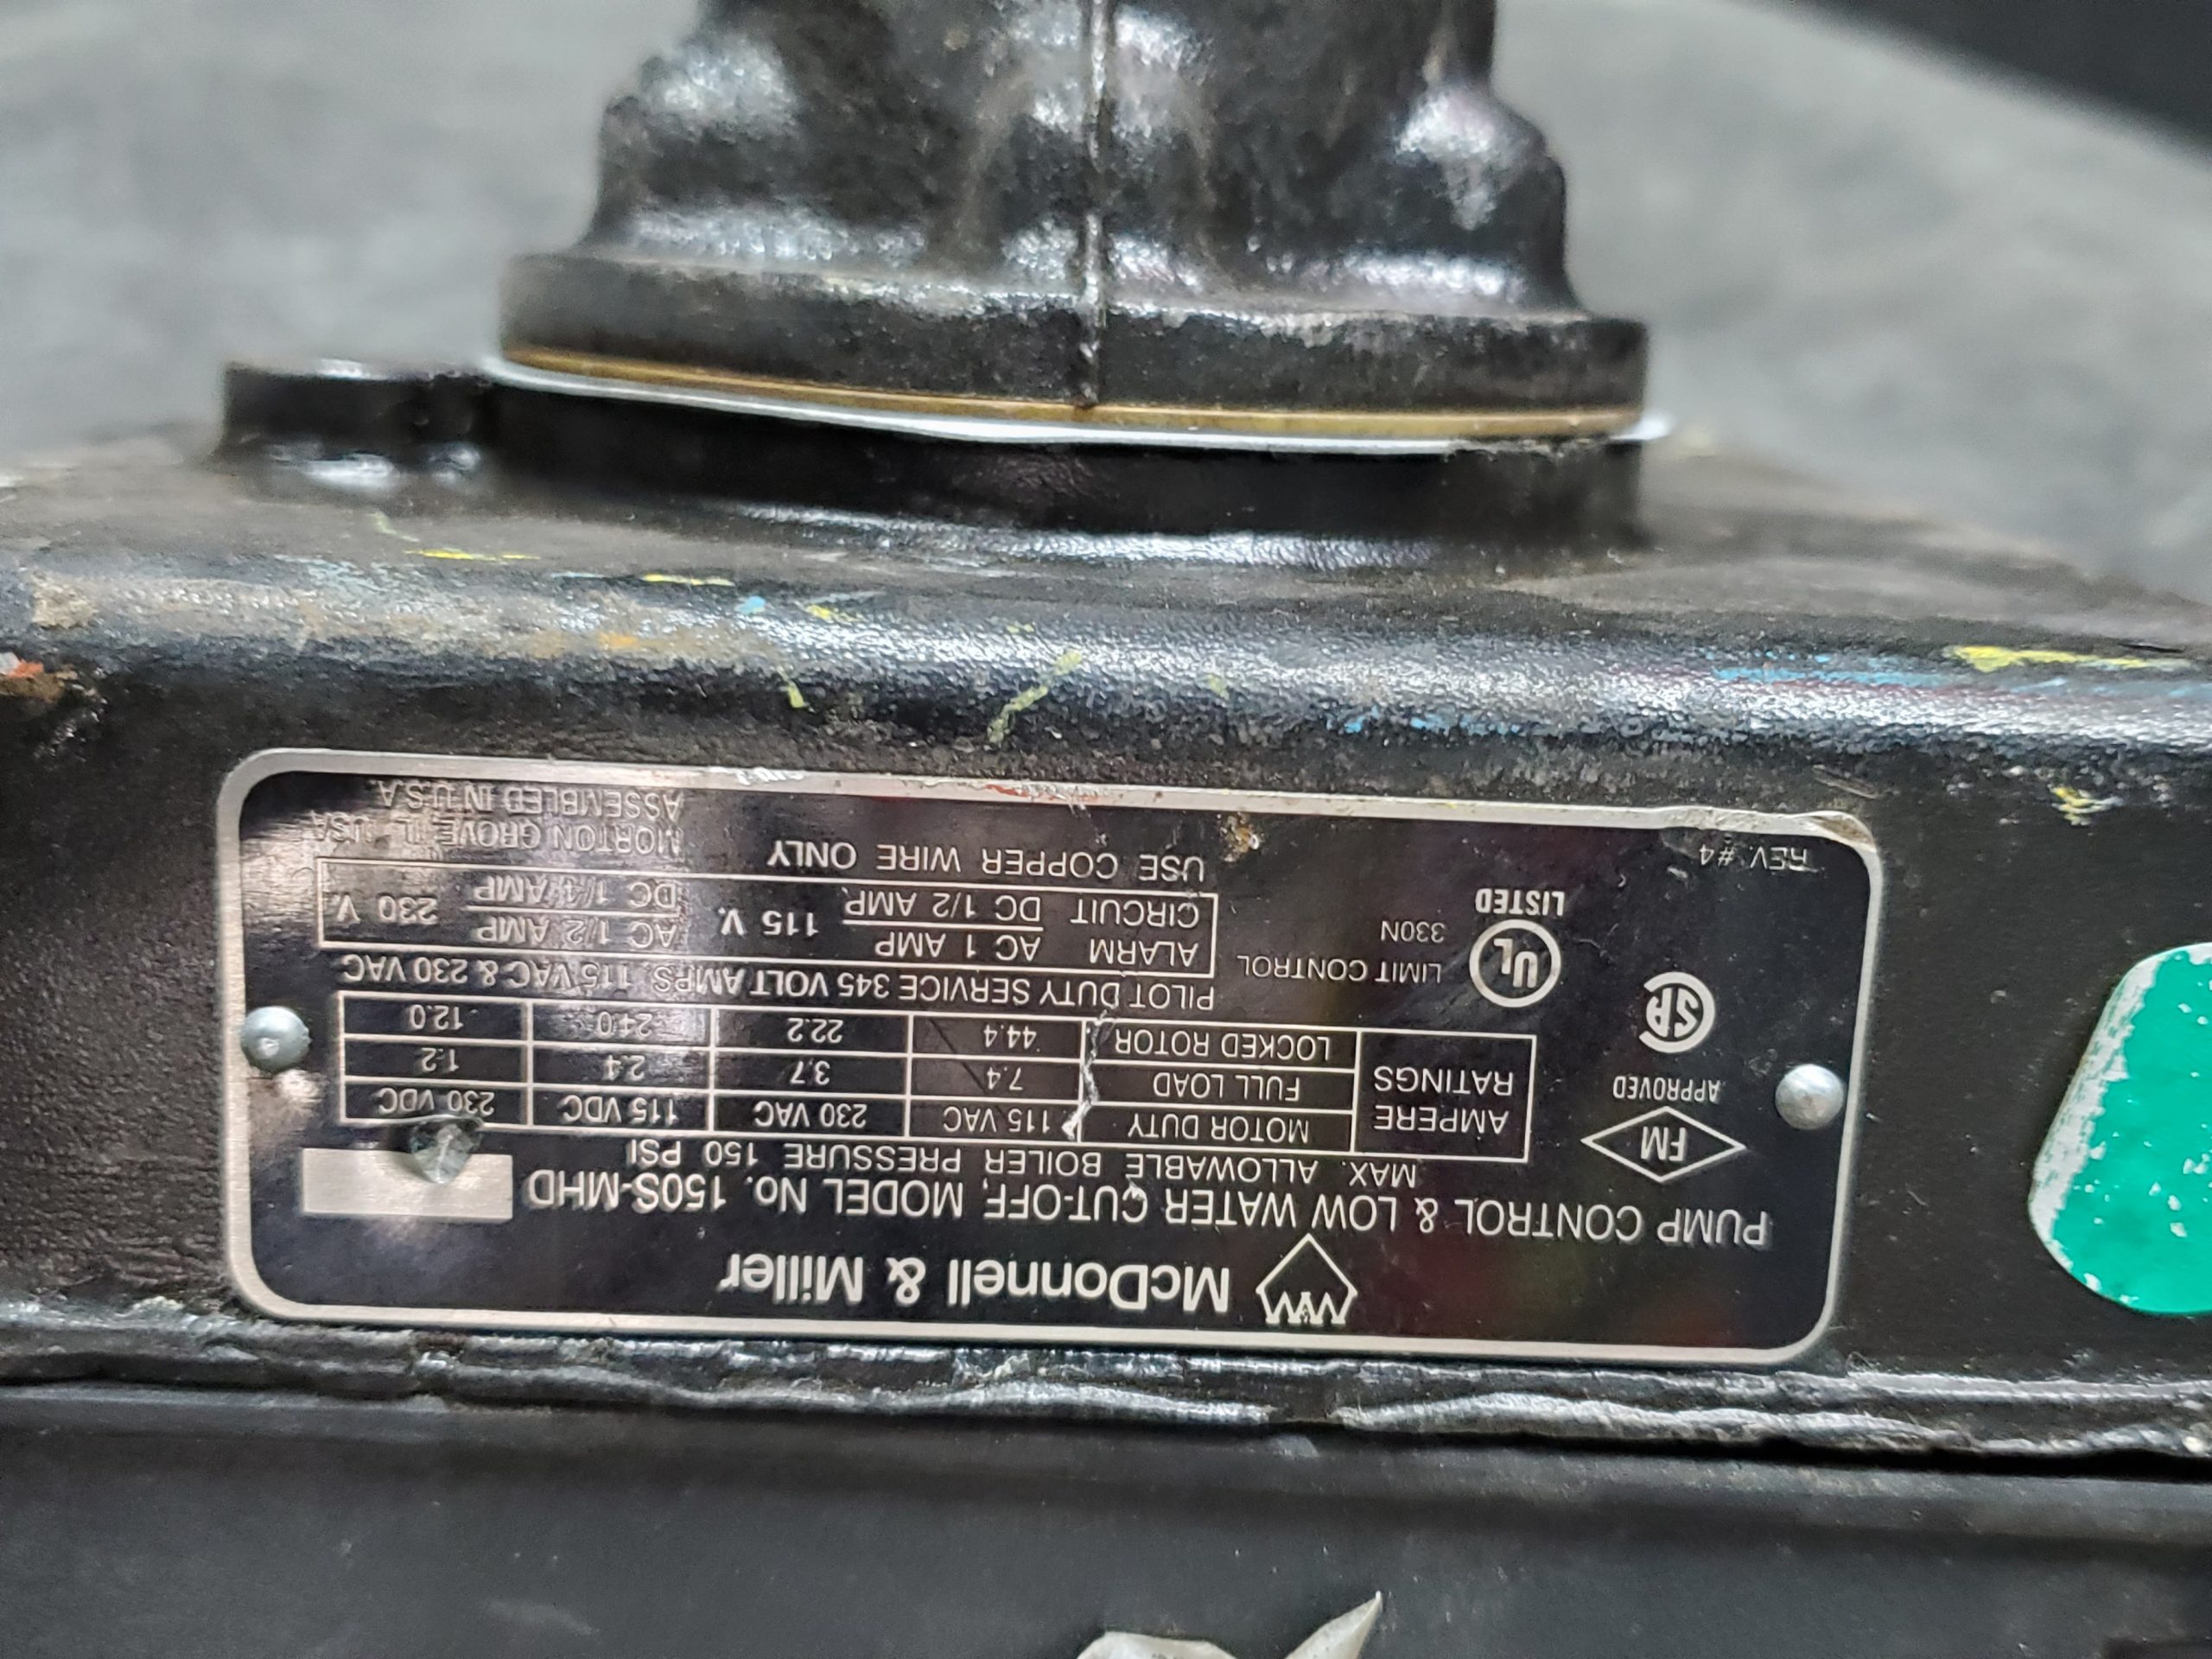 McDonnell & Miller
PUMP CONTROL & LOW WATER CUT-OFF, MODEL No. 150S-MHD
MAX. ALLOWABLE BOILER PRESSURE 150 PSI
FM
APPROVED
SA
AMPERE RATINGS
MOTOR DUTY 115 VAC 230 VAC 115 VDC 230 VDC
FULL LOAD 7.4 3.7 2.4 1.2
LOCKED ROTOR 44.4 22.2 24.0 12.0
PILOT DUTY SERVICE 345 VOLT AMPS. 115 VAC & 230 VAC
UL
LISTED
LIMIT CONTROL
330N
ALARM CIRCUIT AC 1 AMP DC 1/2 AMP. 115 V. AC 1/2 AMP DC 1/4 AMP 230 V.
USE COPPER WIRE ONLY
MORTON GROVE IL, USA
ASSEMBLED IN U.S.A.
REV. #4